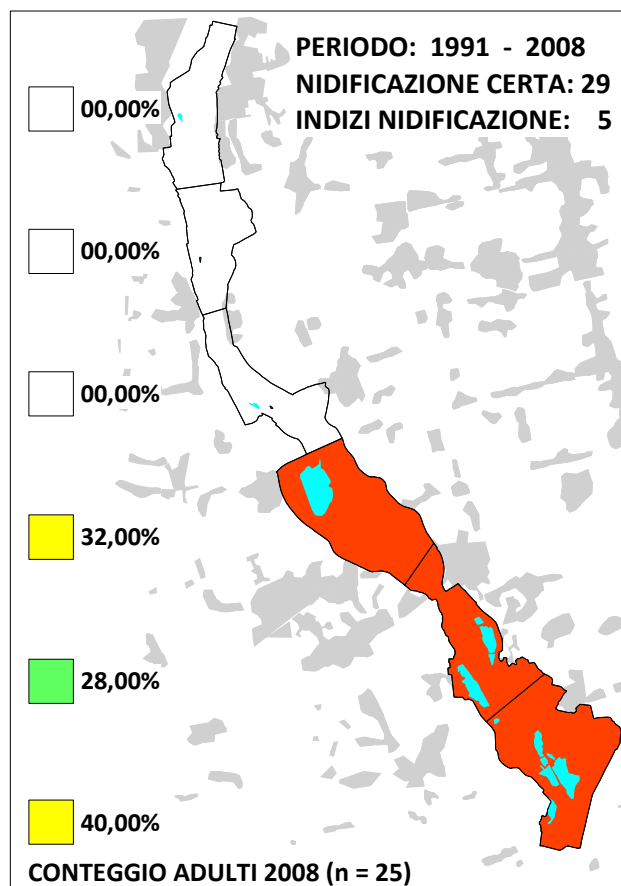 PERIODO: 1991 - 2008
NIDIFICAZIONE CERTA: 29
INDIZI NIDIFICAZIONE: 5
00,00%
00,00%
00,00%
32,00%
28,00%
40,00%
CONTEGGIO ADULTI 2008 (n = 25)